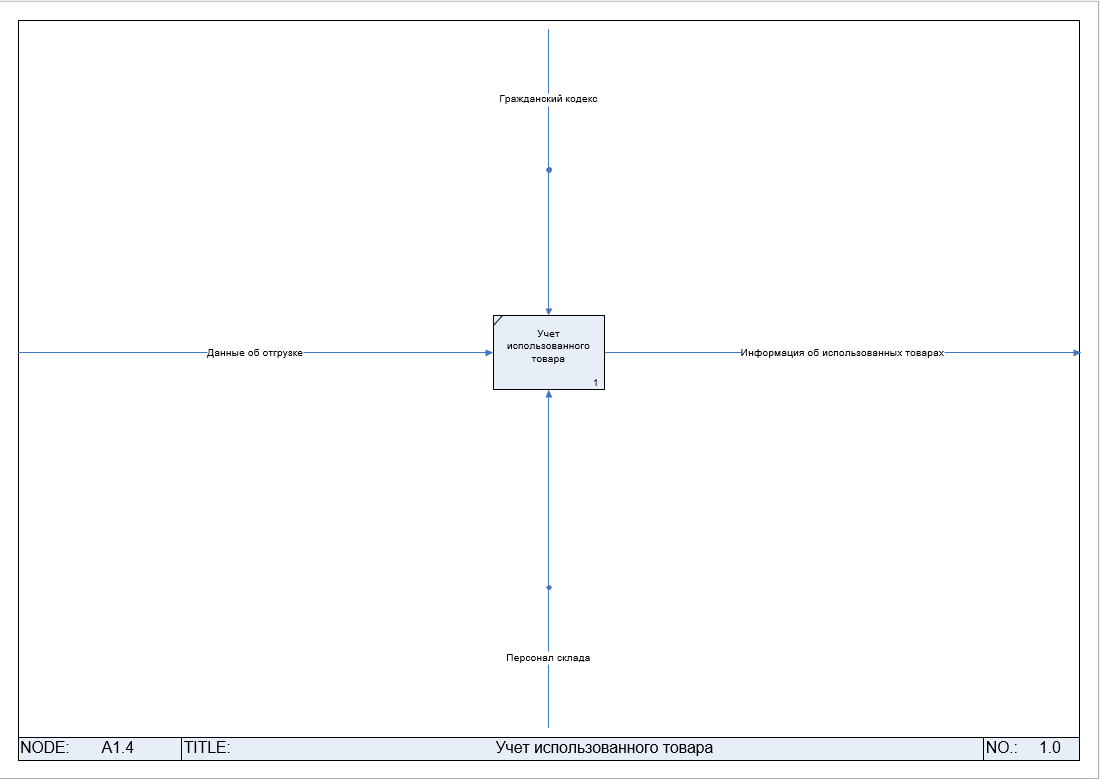 Гражданский кодекс
Данные об отгрузке
Учет
использованного
товара
1
Информация об использованных товарах
Персонал склада
NODE: A1.4 TITLE: Учет использованного товара NO.: 1.0